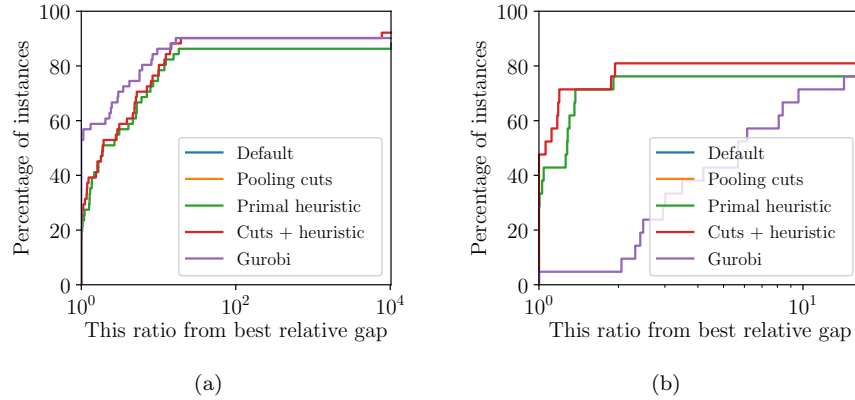 Percentage of instances
100
80
60
40
20
0
Default
Pooling cuts
Primal heuristic
Cuts + heuristic
Gurobi
10^0
10^2
10^4
This ratio from best relative gap
(a)
Percentage of instances
100
80
60
40
20
0
Default
Pooling cuts
Primal heuristic
Cuts + heuristic
Gurobi
10^0
10^1
This ratio from best relative gap
(b)